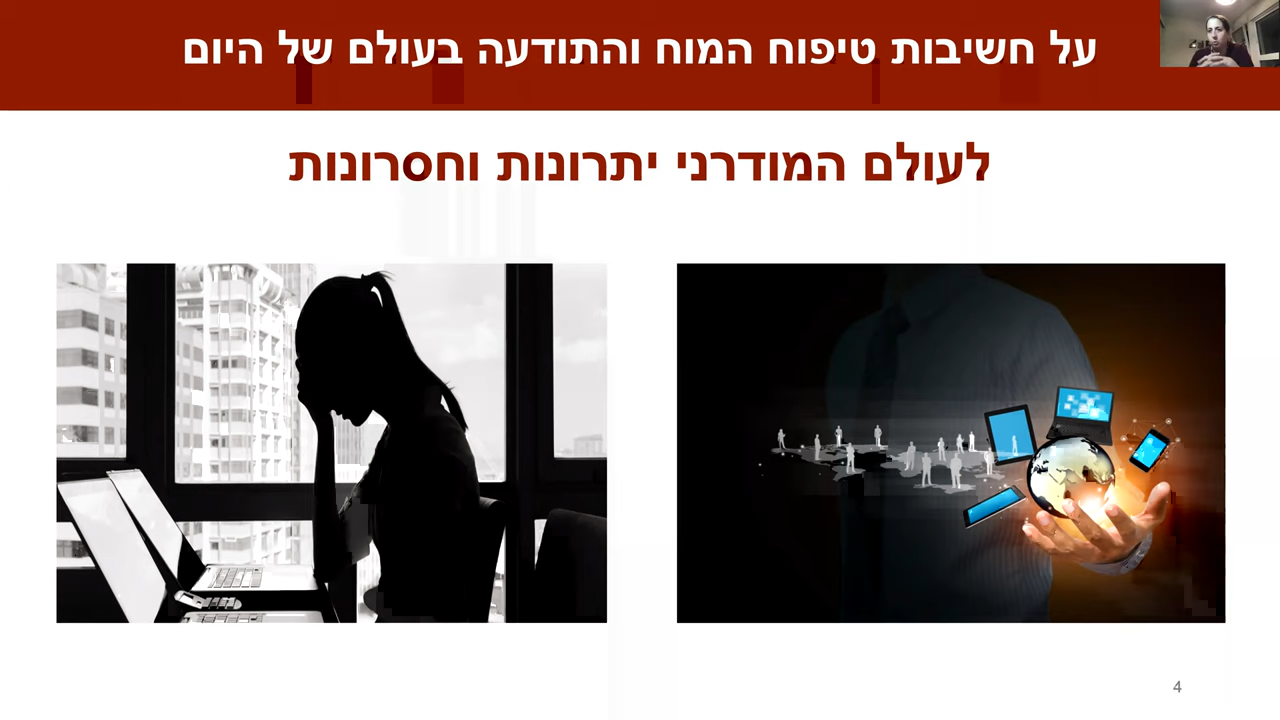 על חשיבות טיפוח המוח והתודעה בעולם של היום
לעולם המודרני יתרונות וחסרונות
4